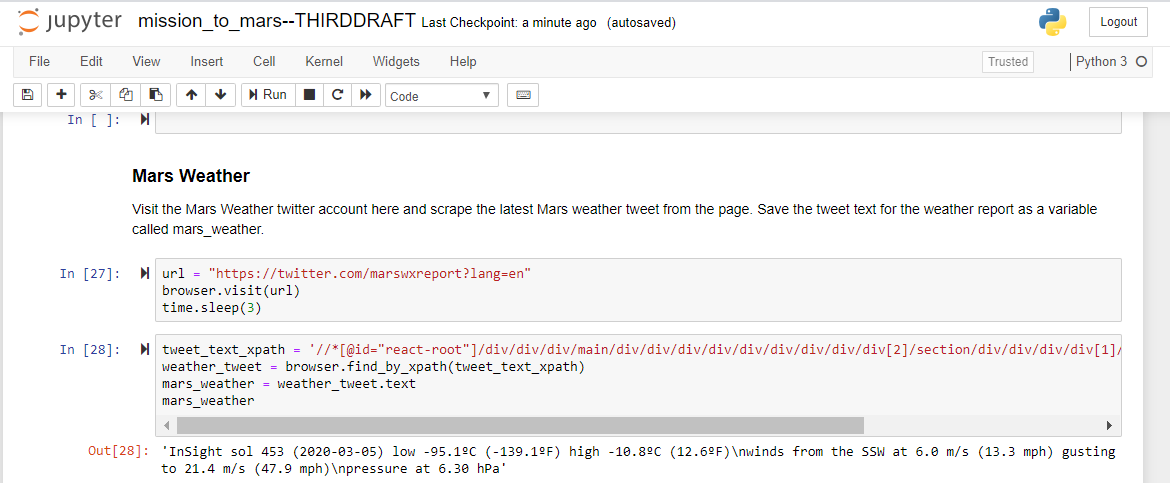 jupyter mission_to_mars--THIRDDRAFT Last Checkpoint: a minute ago (autosaved) Logout
File Edit View Insert Cell Kernel Widgets Help Trusted Python 3
Run Code
In [ ]:
Mars Weather
Visit the Mars Weather twitter account here and scrape the latest Mars weather tweet from the page. Save the tweet text for the weather report as a variable
called mars_weather.
In [27]: url = "https://twitter.com/marswxreport?lang=en"
browser.visit(url)
time.sleep(3)
In [28]: tweet_text_xpath = '//*[@id="react-root"]/div/div/div/main/div/div/div/div/div/div/div/div/div[2]/section/div/div/div/div[1]/
weather_tweet = browser.find_by_xpath(tweet_text_xpath)
mars_weather = weather_tweet.text
mars_weather
Out[28]: 'InSight sol 453 (2020-03-05) low -95.1ºC (-139.1ºF) high -10.8ºC (12.6ºF)\nwinds from the SSW at 6.0 m/s (13.3 mph) gusting
to 21.4 m/s (47.9 mph)\npressure at 6.30 hPa'